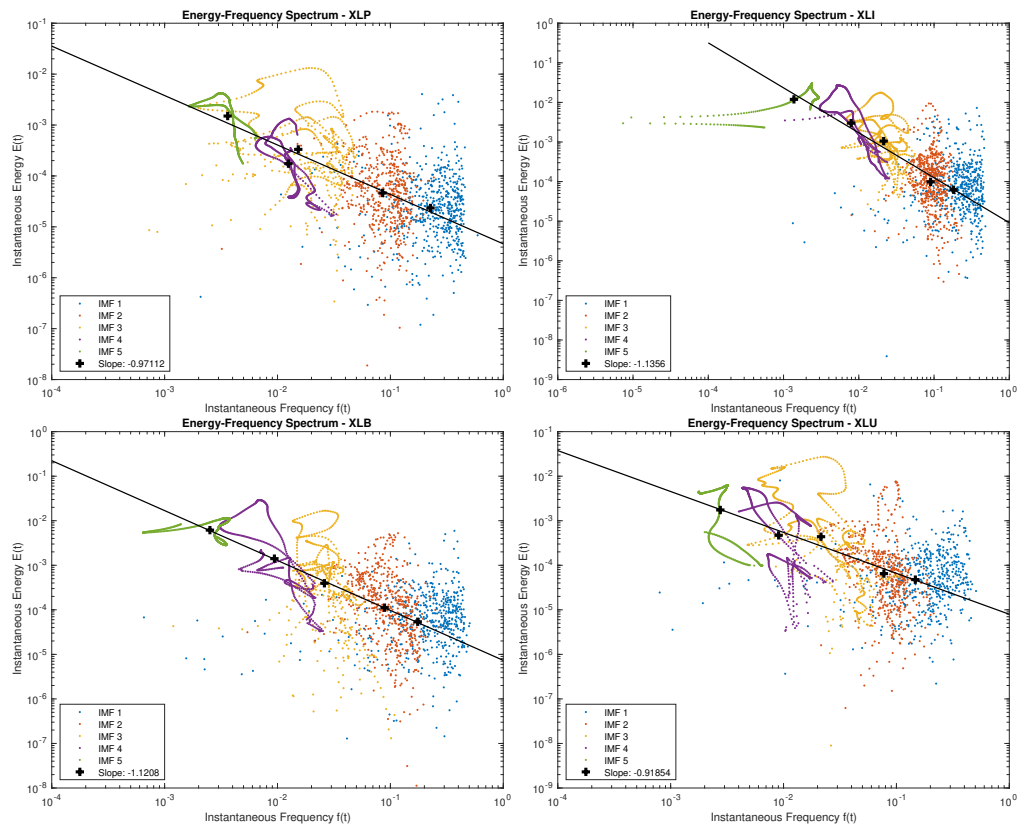 Energy-Frequency Spectrum - XLP
Instantaneous Energy E(t)
10^-1
10^-2
10^-3
10^-4
10^-5
10^-6
10^-7
10^-8
IMF 1
IMF 2
IMF 3
IMF 4
IMF 5
Slope: -0.97112
10^-4 10^-3 10^-2 10^-1 10^0
Instantaneous Frequency f(t)
Energy-Frequency Spectrum - XLI
Instantaneous Energy E(t)
10^0
10^-1
10^-2
10^-3
10^-4
10^-5
10^-6
10^-7
10^-8
10^-9
IMF 1
IMF 2
IMF 3
IMF 4
IMF 5
Slope: -1.1356
10^-6 10^-5 10^-4 10^-3 10^-2 10^-1 10^0
Instantaneous Frequency f(t)
Energy-Frequency Spectrum - XLB
Instantaneous Energy E(t)
10^0
10^-1
10^-2
10^-3
10^-4
10^-5
10^-6
10^-7
10^-8
IMF 1
IMF 2
IMF 3
IMF 4
IMF 5
Slope: -1.1208
10^-4 10^-3 10^-2 10^-1 10^0
Instantaneous Frequency f(t)
Energy-Frequency Spectrum - XLU
Instantaneous Energy E(t)
10^-1
10^-2
10^-3
10^-4
10^-5
10^-6
10^-7
10^-8
10^-9
IMF 1
IMF 2
IMF 3
IMF 4
IMF 5
Slope: -0.91854
10^-4 10^-3 10^-2 10^-1 10^0
Instantaneous Frequency f(t)